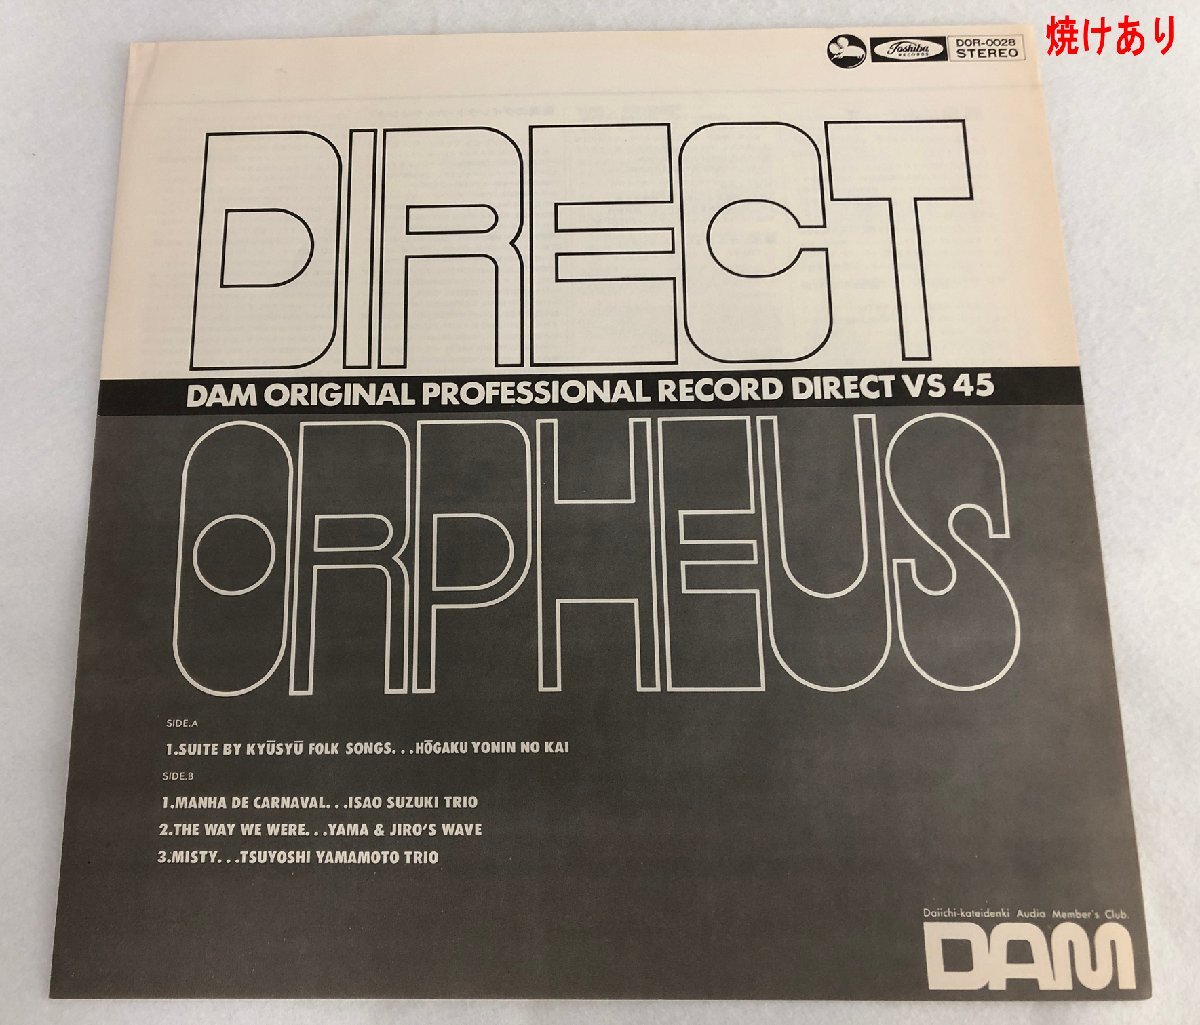 焼けあり
Toshiba
RECORDS
DOR-0028
STEREO
DIRECT
DAM ORIGINAL PROFESSIONAL RECORD DIRECT VS 45
ORPHEUS
SIDE.A
1.SUITE BY KYŪSYŪ FOLK SONGS...HŌGAKU YONIN NO KAI
SIDE.B
1.MANHA DE CARNAVAL...ISAO SUZUKI TRIO
2.THE WAY WE WERE...YAMA & JIRO'S WAVE
3.MISTY...TSUYOSHI YAMAMOTO TRIO
Daiichi-kateidenki Audio Member's Club.
DAM